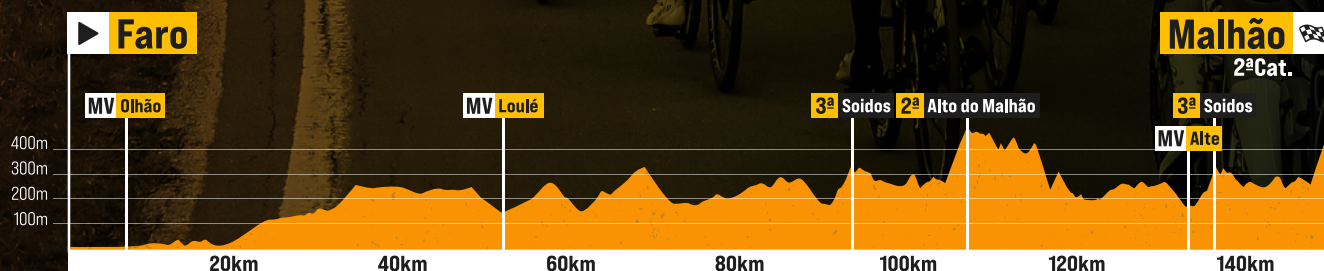 Faro
Malhão
2ªCat.
MV Olhão
MV Loulé
3ª Soidos
2ª Alto do Malhão
3ª Soidos
MV Alte
400m
300m
200m
100m
20km
40km
60km
80km
100km
120km
140km